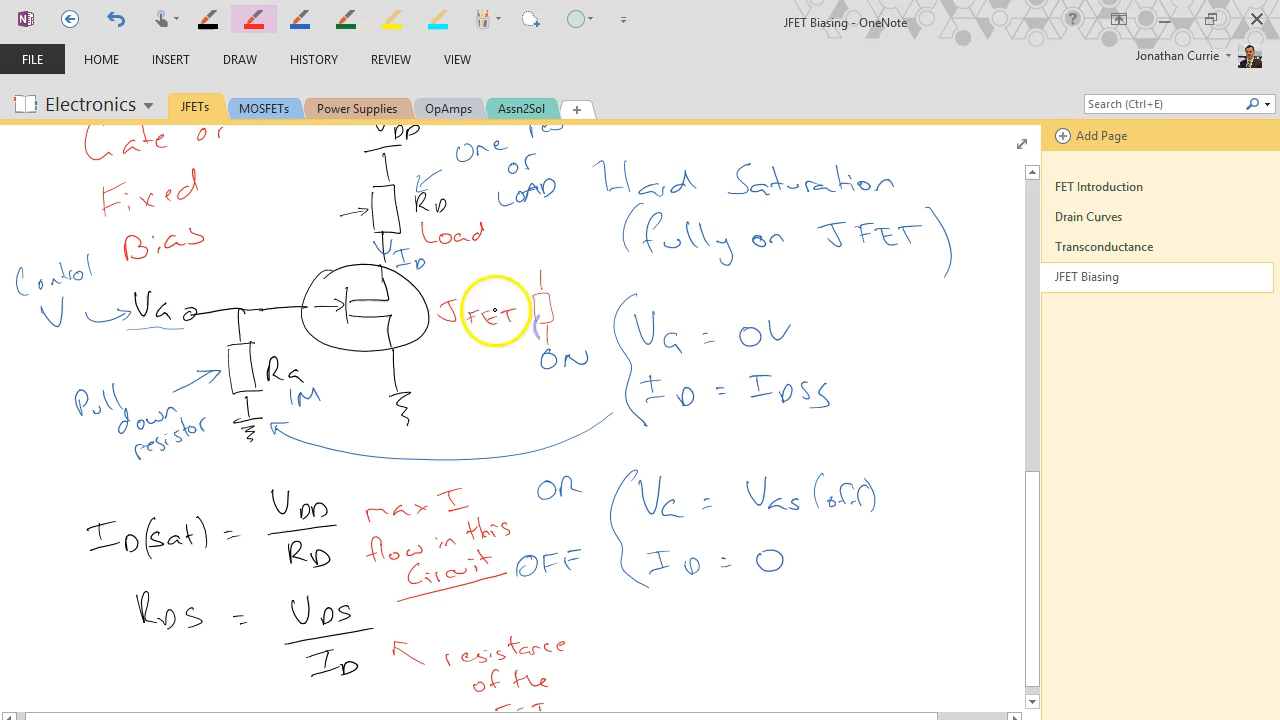 JFET Biasing - OneNote
Jonathan Currie
FILE HOME INSERT DRAW HISTORY REVIEW VIEW
Electronics JFETs MOSFETs Power Supplies OpAmps Assn2Sol
Search (Ctrl+E)
Add Page
FET Introduction
Drain Curves
Transconductance
JFET Biasing
Gate or
Fixed
Bias
VDD
one
or
LOAD
RD
Load
ID
Hard Saturation
(fully on JFET)
Control
V
VG
JFET
ON
VG = 0V
ID = IDSS
RG
1M
Pull
down
resistor
OR
VG = VGS(off)
OFF
ID = 0
ID(sat) = VDD / RD
max I
flow in this
Circuit
RDS = VDS / ID
resistance
of the